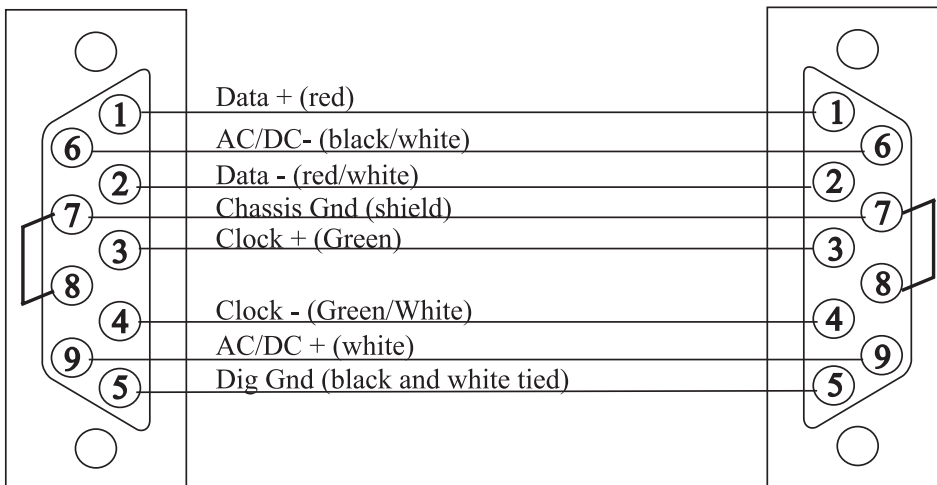 1 Data + (red) 1
6 AC/DC- (black/white) 6
2 Data - (red/white) 2
7 Chassis Gnd (shield) 7
3 Clock + (Green) 3
8 8
4 Clock - (Green/White) 4
9 AC/DC + (white) 9
5 Dig Gnd (black and white tied) 5